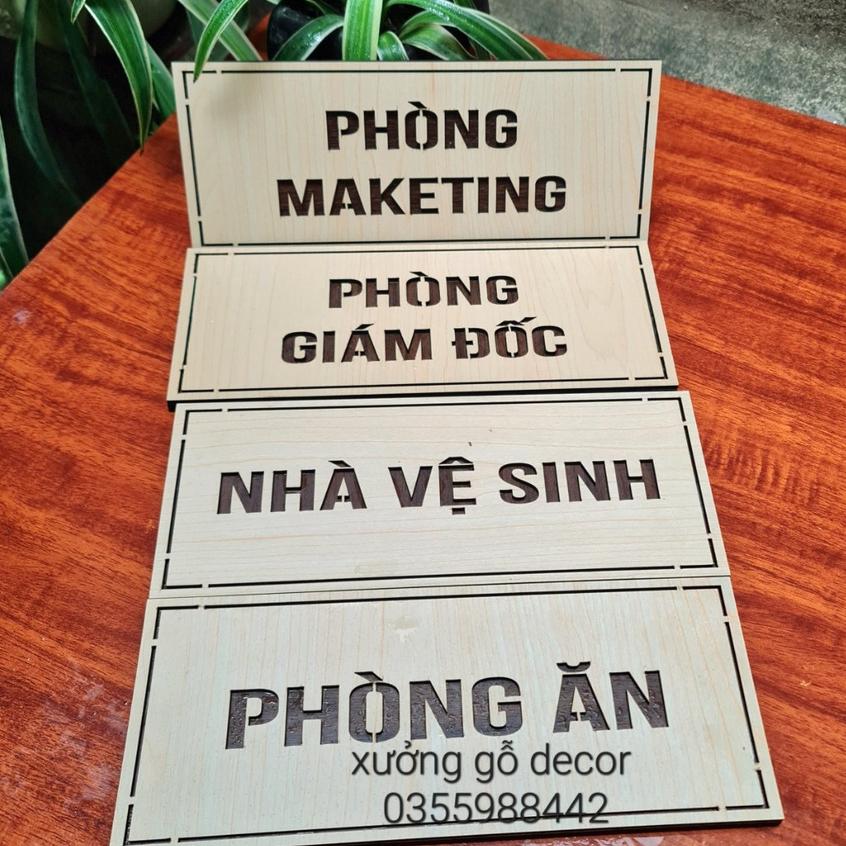 PHÒNG
MAKETING
PHÒNG
GIÁM ĐỐC
NHÀ VỆ SINH
PHÒNG ĂN
xưởng gỗ decor
0355988442